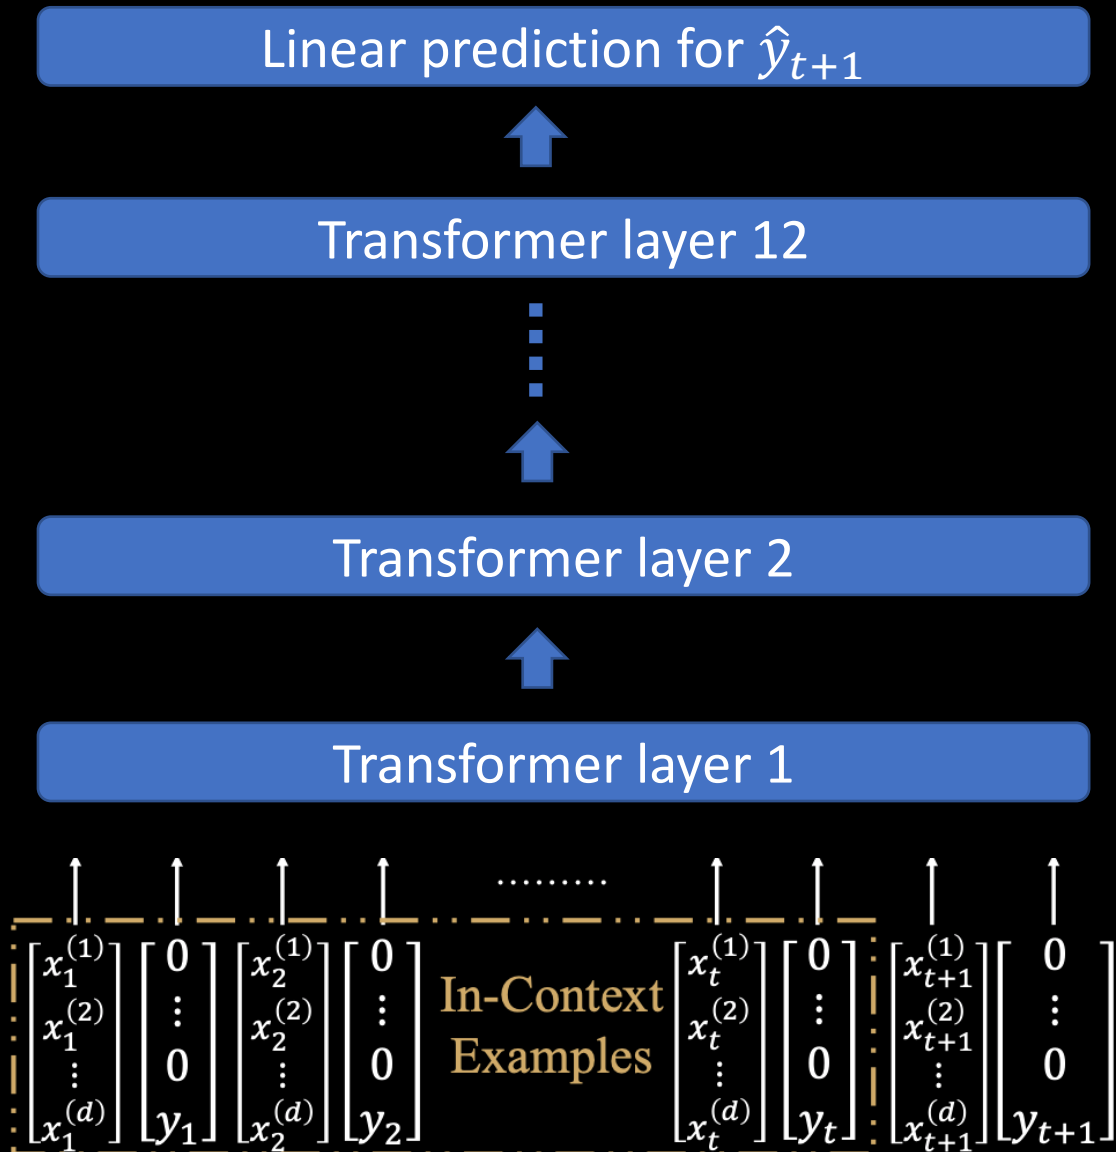 Linear prediction for ŷ_{t+1}
Transformer layer 12
Transformer layer 2
Transformer layer 1
.........
[x_1^{(1)}] [0] [x_2^{(1)}] [0] [x_t^{(1)}] [0] [x_{t+1}^{(1)}] [0]
In-Context
[x_1^{(2)}] [⋮] [x_2^{(2)}] [⋮] [x_t^{(2)}] [⋮] [x_{t+1}^{(2)}] [⋮]
Examples
[⋮] [0] [⋮] [0] [⋮] [0] [⋮] [0]
[x_1^{(d)}] [y_1] [x_2^{(d)}] [y_2] [x_t^{(d)}] [y_t] [x_{t+1}^{(d)}] [y_{t+1}]